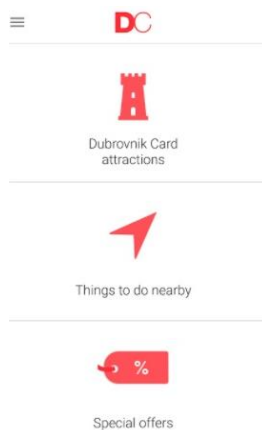 DC
Dubrovnik Card
attractions
Things to do nearby
%
Special offers